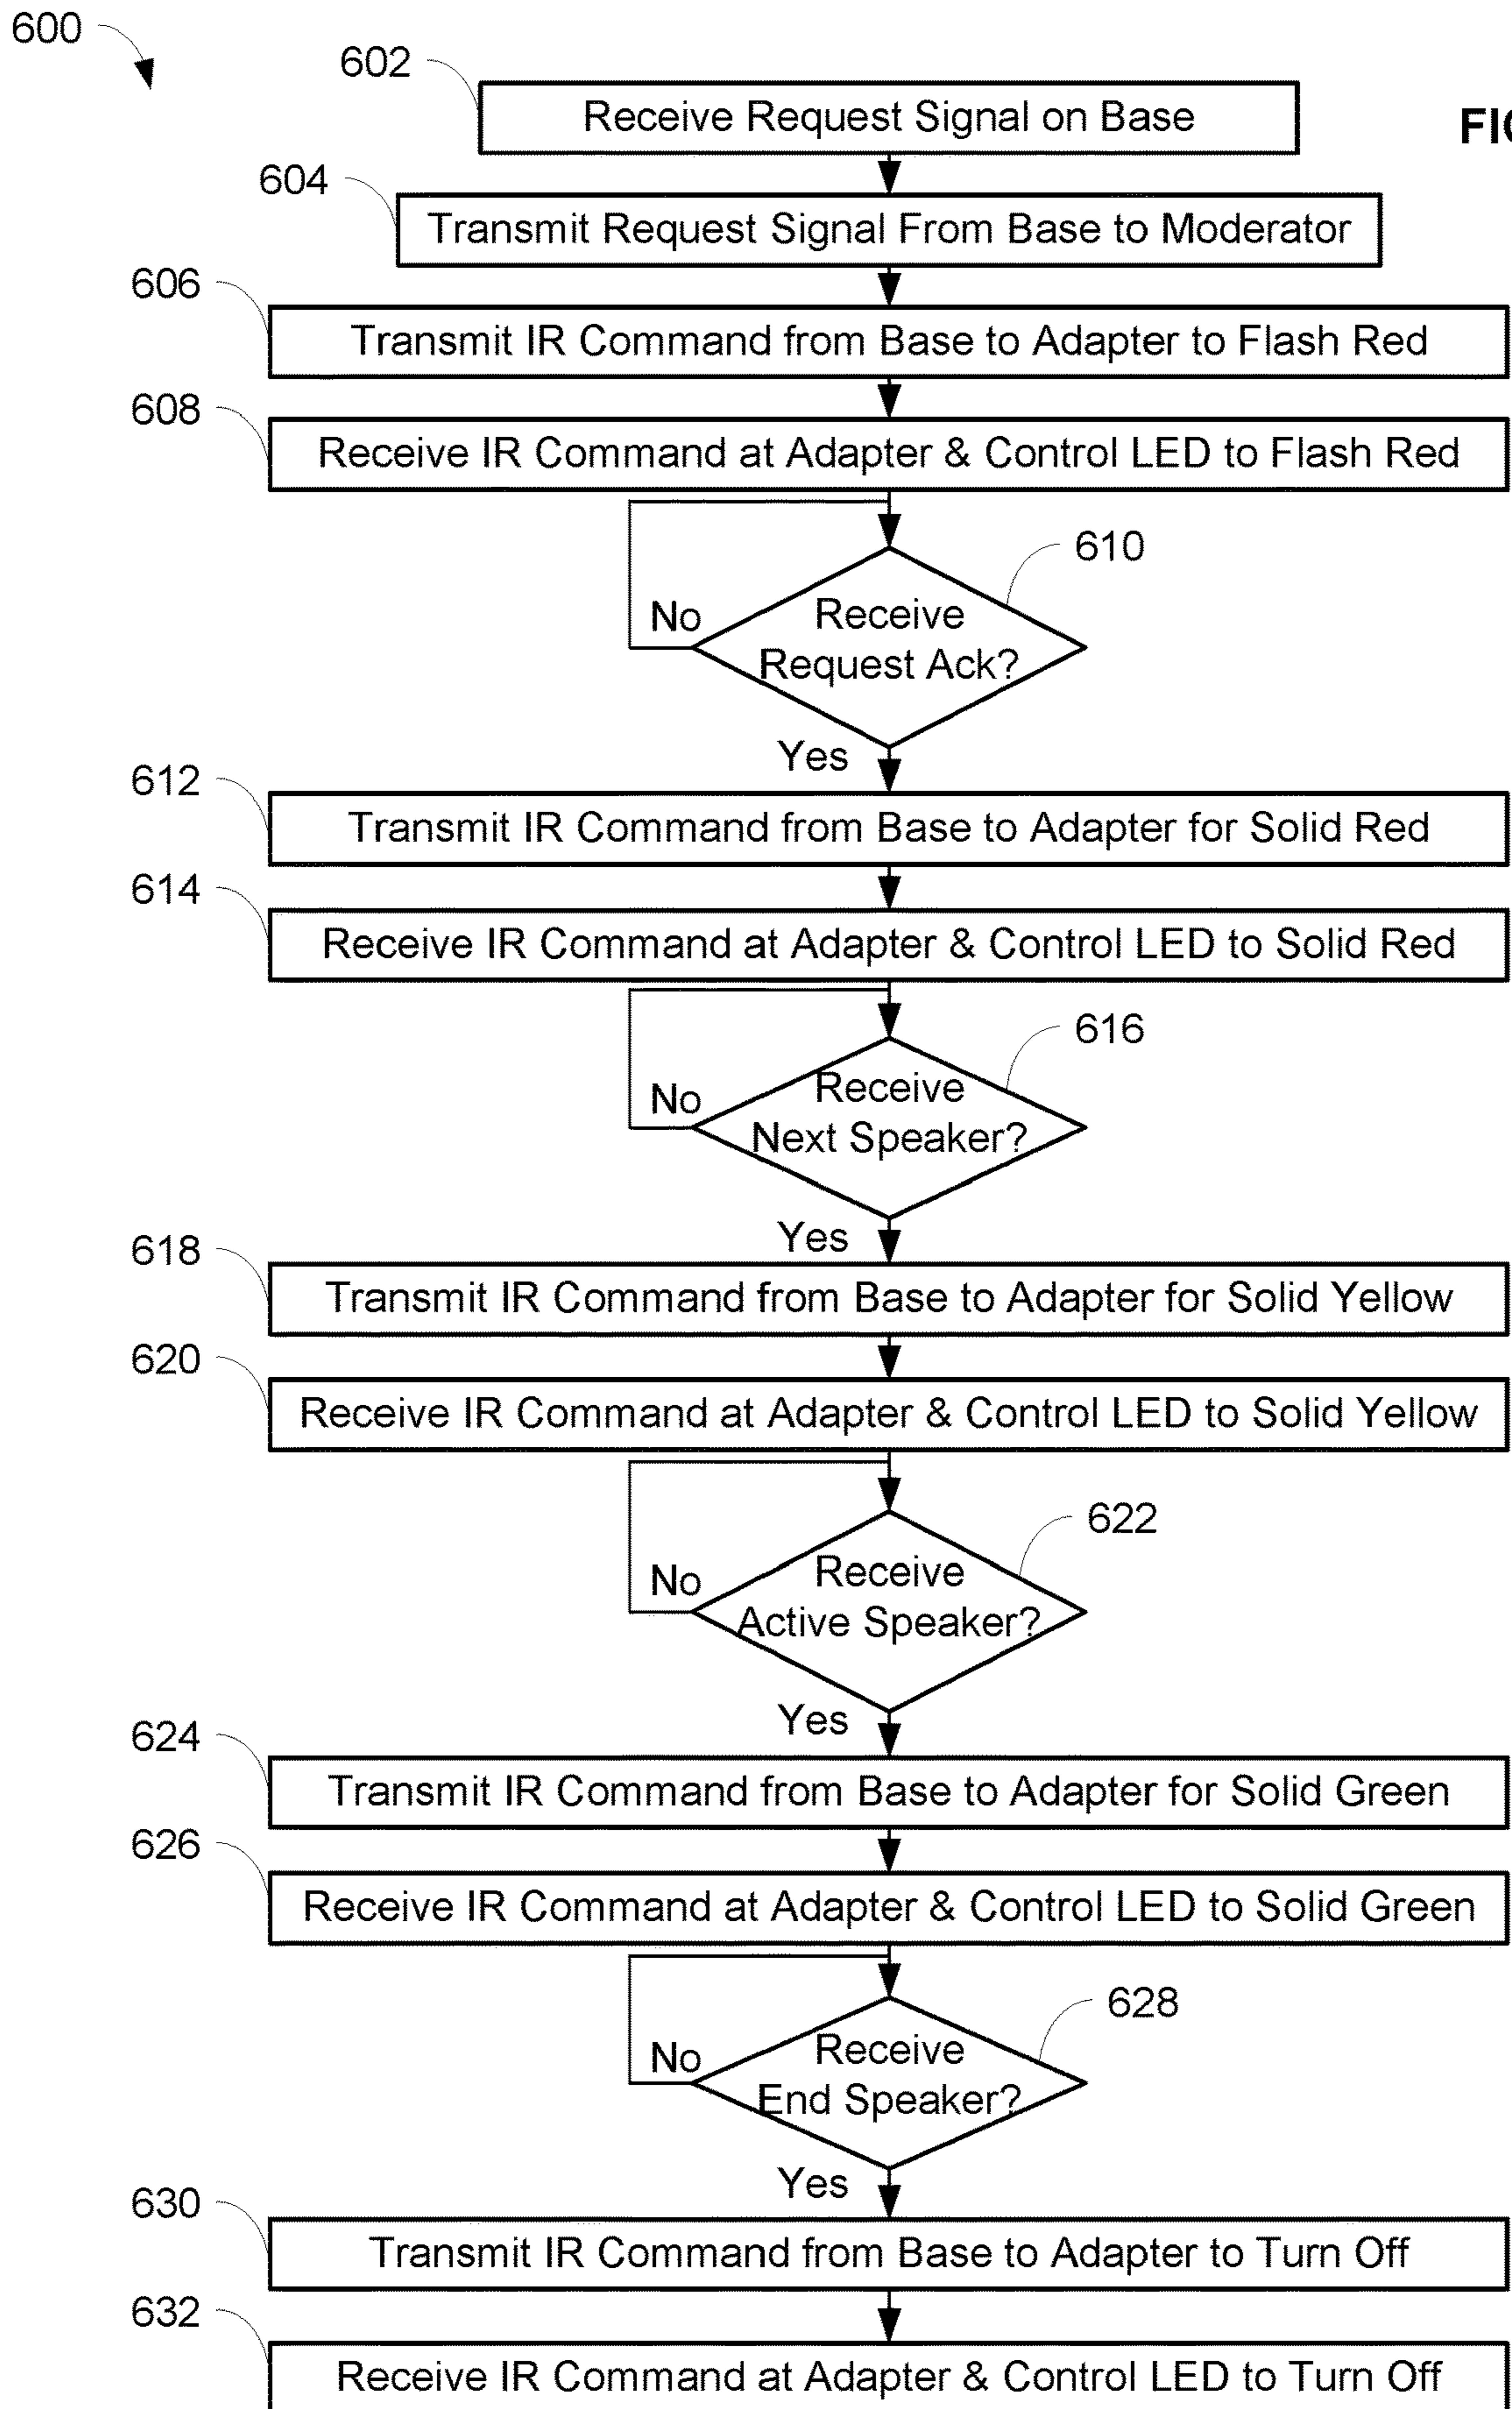 600
602
Receive Request Signal on Base
FIG
604
Transmit Request Signal From Base to Moderator
606
Transmit IR Command from Base to Adapter to Flash Red
608
Receive IR Command at Adapter & Control LED to Flash Red
610
Receive
Request Ack?
No
Yes
612
Transmit IR Command from Base to Adapter for Solid Red
614
Receive IR Command at Adapter & Control LED to Solid Red
616
Receive
Next Speaker?
No
Yes
618
Transmit IR Command from Base to Adapter for Solid Yellow
620
Receive IR Command at Adapter & Control LED to Solid Yellow
622
Receive
Active Speaker?
No
Yes
624
Transmit IR Command from Base to Adapter for Solid Green
626
Receive IR Command at Adapter & Control LED to Solid Green
628
Receive
End Speaker?
No
Yes
630
Transmit IR Command from Base to Adapter to Turn Off
632
Receive IR Command at Adapter & Control LED to Turn Off